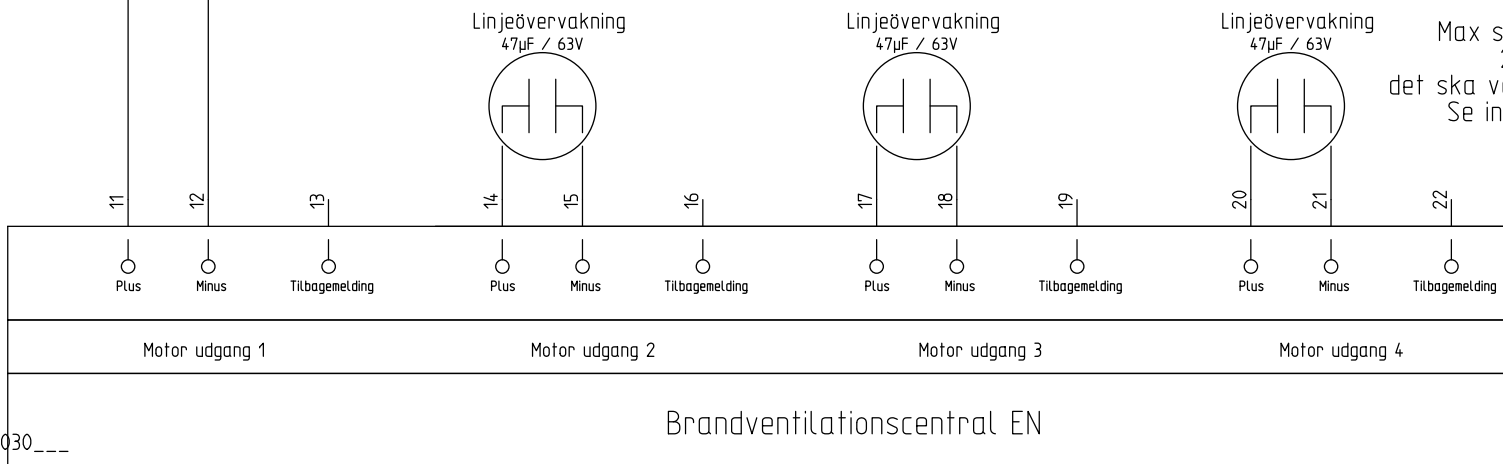 Linjeövervakning
47µF / 63V
Linjeövervakning
47µF / 63V
Linjeövervakning
47µF / 63V
Max
det ska
Se
11 12 13 14 15 16 17 18 19 20 21 22
Plus Minus Tilbagemelding Plus Minus Tilbagemelding Plus Minus Tilbagemelding Plus Minus Tilbagemelding
Motor udgang 1 Motor udgang 2 Motor udgang 3 Motor udgang 4
Brandventilationscentral EN
030___